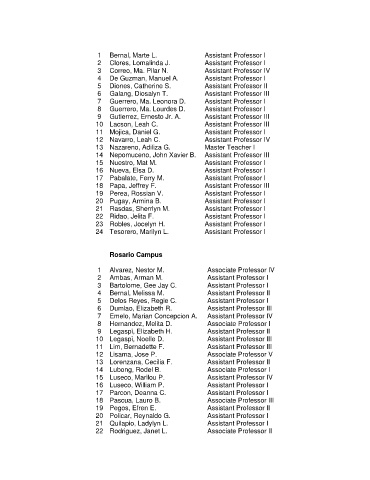 1 Bernal, Marte L. Assistant Professor I
2 Clores, Lomalinda J. Assistant Professor I
3 Correo, Ma. Pilar N. Assistant Professor IV
4 De Guzman, Manuel A. Assistant Professor I
5 Diones, Catherine S. Assistant Professor II
6 Galang, Diosalyn T. Assistant Professor III
7 Guerrero, Ma. Leonora D. Assistant Professor I
8 Guerrero, Ma. Lourdes D. Assistant Professor I
9 Gutierrez, Ernesto Jr. A. Assistant Professor III
10 Lacson, Leah C. Assistant Professor III
11 Mojica, Daniel G. Assistant Professor I
12 Navarro, Leah C. Assistant Professor IV
13 Nazareno, Adiliza G. Master Teacher I
14 Nepomuceno, John Xavier B. Assistant Professor III
15 Nuestro, Mat M. Assistant Professor I
16 Nueva, Elsa D. Assistant Professor I
17 Pabalate, Ferry M. Assistant Professor I
18 Papa, Jeffrey F. Assistant Professor III
19 Perea, Rossian V. Assistant Professor I
20 Pugay, Armina B. Assistant Professor I
21 Rasdas, Sherrlyn M. Assistant Professor I
22 Ridao, Jelita F. Assistant Professor I
23 Robles, Jocelyn H. Assistant Professor I
24 Tesorero, Marilyn L. Assistant Professor I
Rosario Campus
1 Alvarez, Nestor M. Associate Professor IV
2 Ambas, Arman M. Assistant Professor I
3 Bartolome, Gee Jay C. Assistant Professor I
4 Bernal, Melissa M. Assistant Professor II
5 Delos Reyes, Regie C. Assistant Professor I
6 Dumlao, Elizabeth R. Assistant Professor III
7 Emelo, Marian Concepcion A. Assistant Professor IV
8 Hernandez, Melita D. Associate Professor I
9 Legaspi, Elizabeth H. Assistant Professor II
10 Legaspi, Noelle D. Assistant Professor III
11 Lim, Bernadette F. Assistant Professor III
12 Lisama, Jose P. Associate Professor V
13 Lorenzana, Cecilia F. Assistant Professor II
14 Lubong, Rodel B. Associate Professor I
15 Luseco, Marilou P. Assistant Professor IV
16 Luseco, William P. Assistant Professor I
17 Parcon, Deanna C. Assistant Professor I
18 Pascua, Lauro B. Associate Professor III
19 Pegos, Efren E. Assistant Professor II
20 Policar, Reynaldo G. Assistant Professor I
21 Quilapio, Ladylyn L. Assistant Professor I
22 Rodriguez, Janet L. Associate Professor II